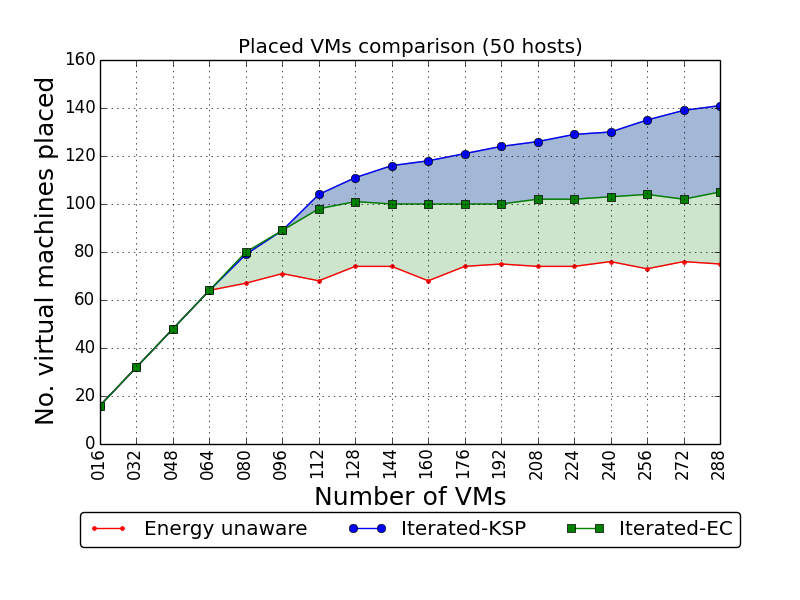 Placed VMs comparison (50 hosts)
160
140
120
100
80
60
40
20
0
No. virtual machines placed
016 032 048 064 080 096 112 128 144 160 176 192 208 224 240 256 272 288
Number of VMs
Energy unaware Iterated-KSP Iterated-EC